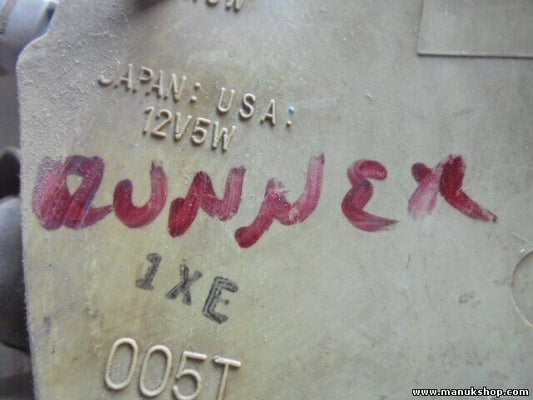 JAPAN: USA:
12V5W
RUNNER
1XE
005T
www.manukshop.com